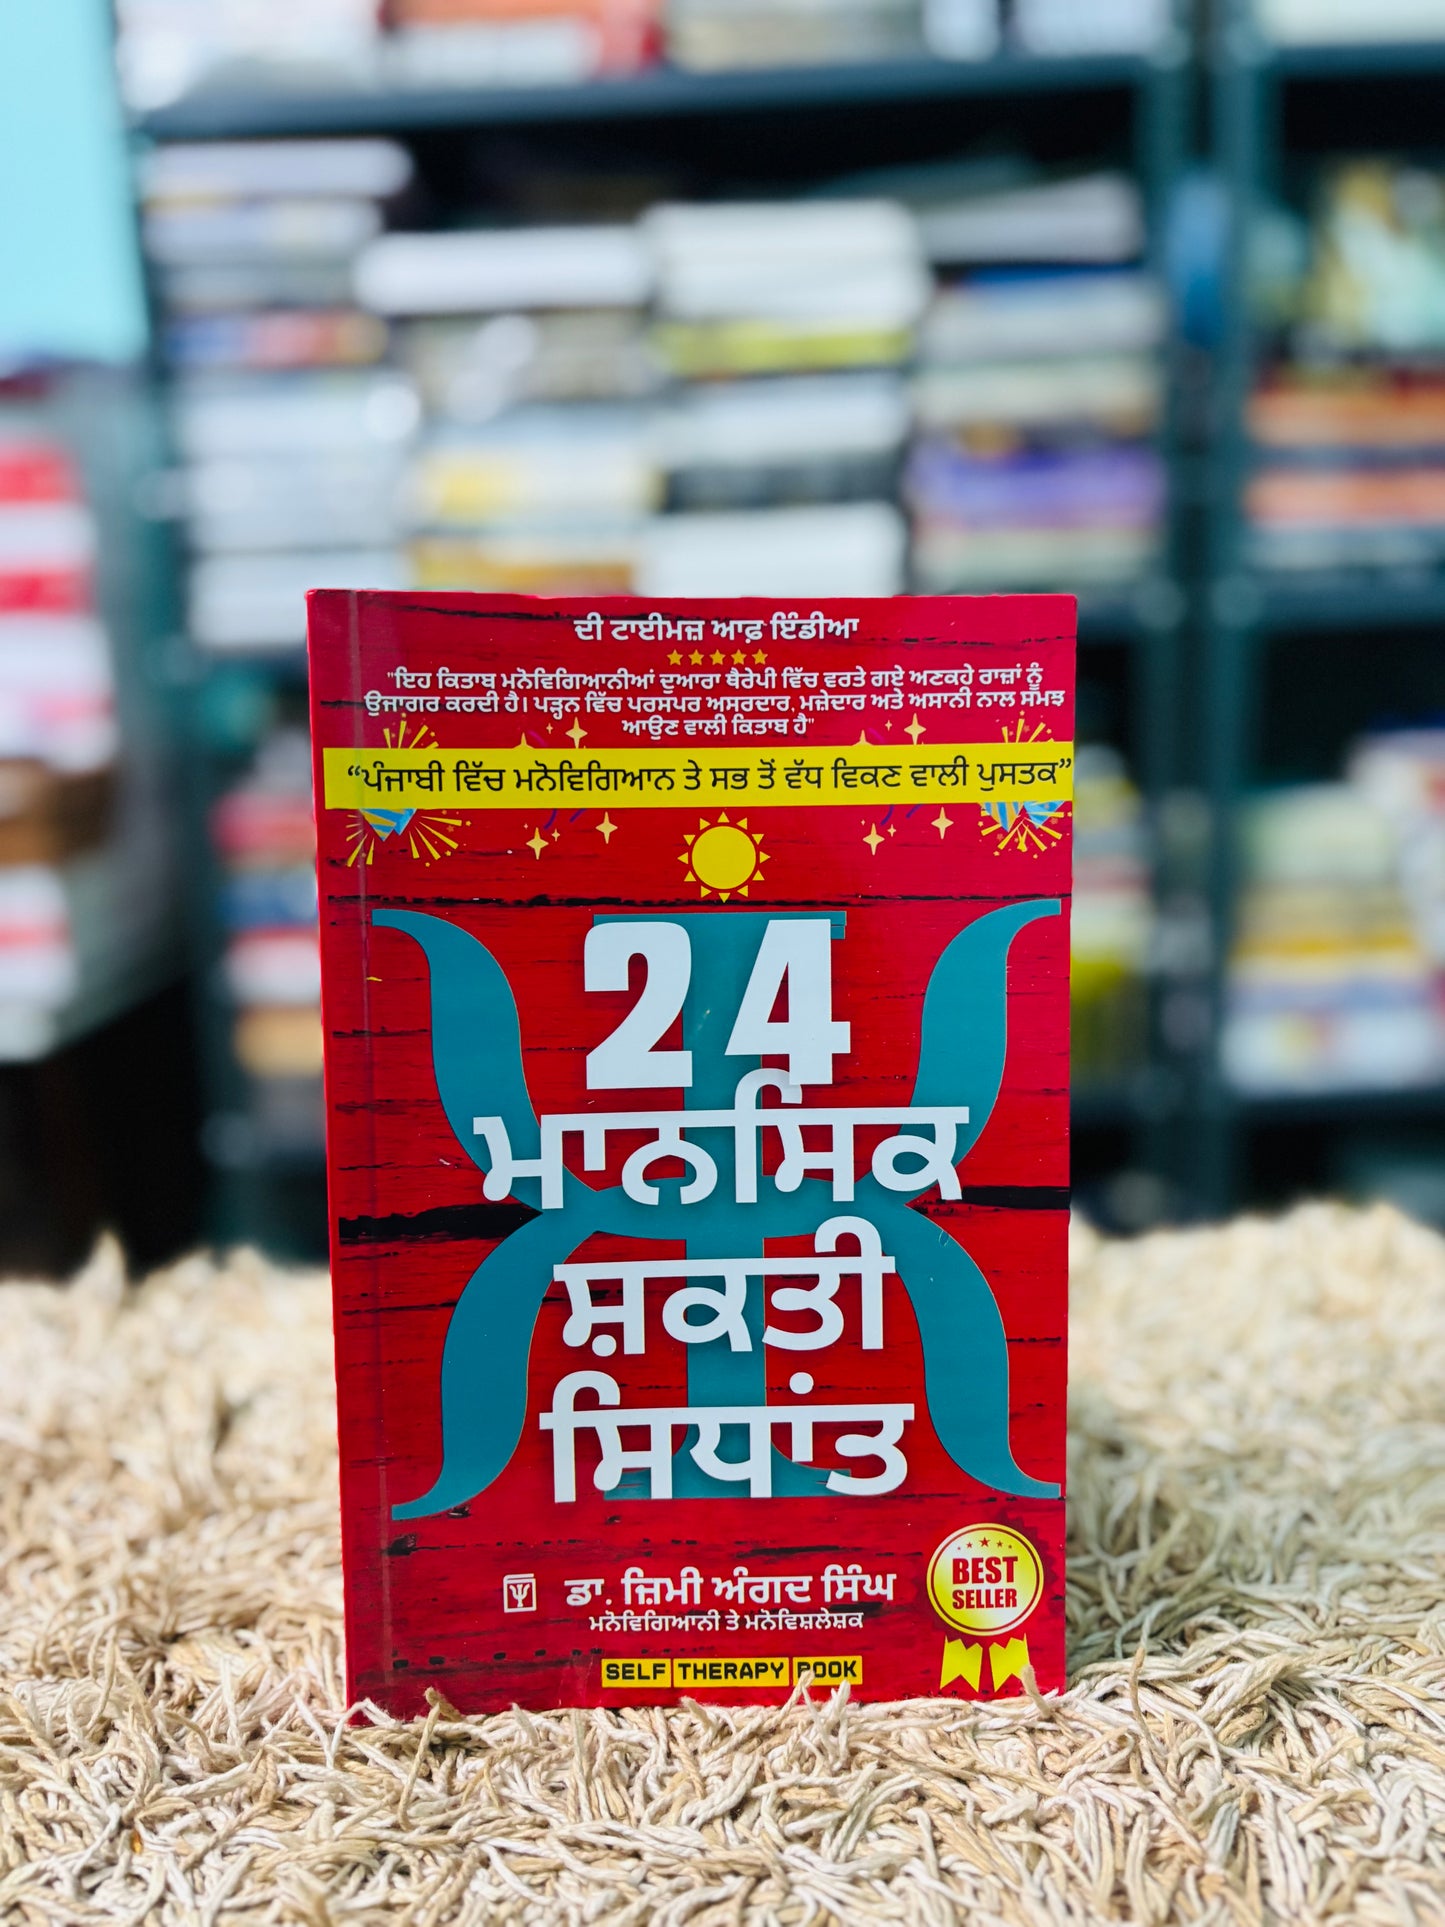 ਦੀ ਟਾਈਮਜ਼ ਆਫ਼ ਇੰਡੀਆ
"ਇਹ ਕਿਤਾਬ ਮਨੋਵਿਗਿਆਨੀਆਂ ਦੁਆਰਾ ਥੈਰੇਪੀ ਵਿੱਚ ਵਰਤੇ ਗਏ ਅਣਕਹੇ ਰਾਜ਼ਾਂ ਨੂੰ
ਉਜਾਗਰ ਕਰਦੀ ਹੈ। ਪੜ੍ਹਨ ਵਿੱਚ ਪਰਸਪਰ ਅਸਰਦਾਰ, ਮਜ਼ੇਦਾਰ ਅਤੇ ਅਸਾਨੀ ਨਾਲ ਸਮਝ
ਆਉਣ ਵਾਲੀ ਕਿਤਾਬ ਹੈ"
“ਪੰਜਾਬੀ ਵਿੱਚ ਮਨੋਵਿਗਿਆਨ ਤੇ ਸਭ ਤੋਂ ਵੱਧ ਵਿਕਣ ਵਾਲੀ ਪੁਸਤਕ”
24
ਮਾਨਸਿਕ
ਸ਼ਕਤੀ
ਸਿਧਾਂਤ
ਡਾ. ਜ਼ਿਮੀ ਅੰਗਦ ਸਿੰਘ
ਮਨੋਵਿਗਿਆਨੀ ਤੇ ਮਨੋਵਿਸ਼ਲੇਸ਼ਕ
SELF THERAPY BOOK
BEST
SELLER